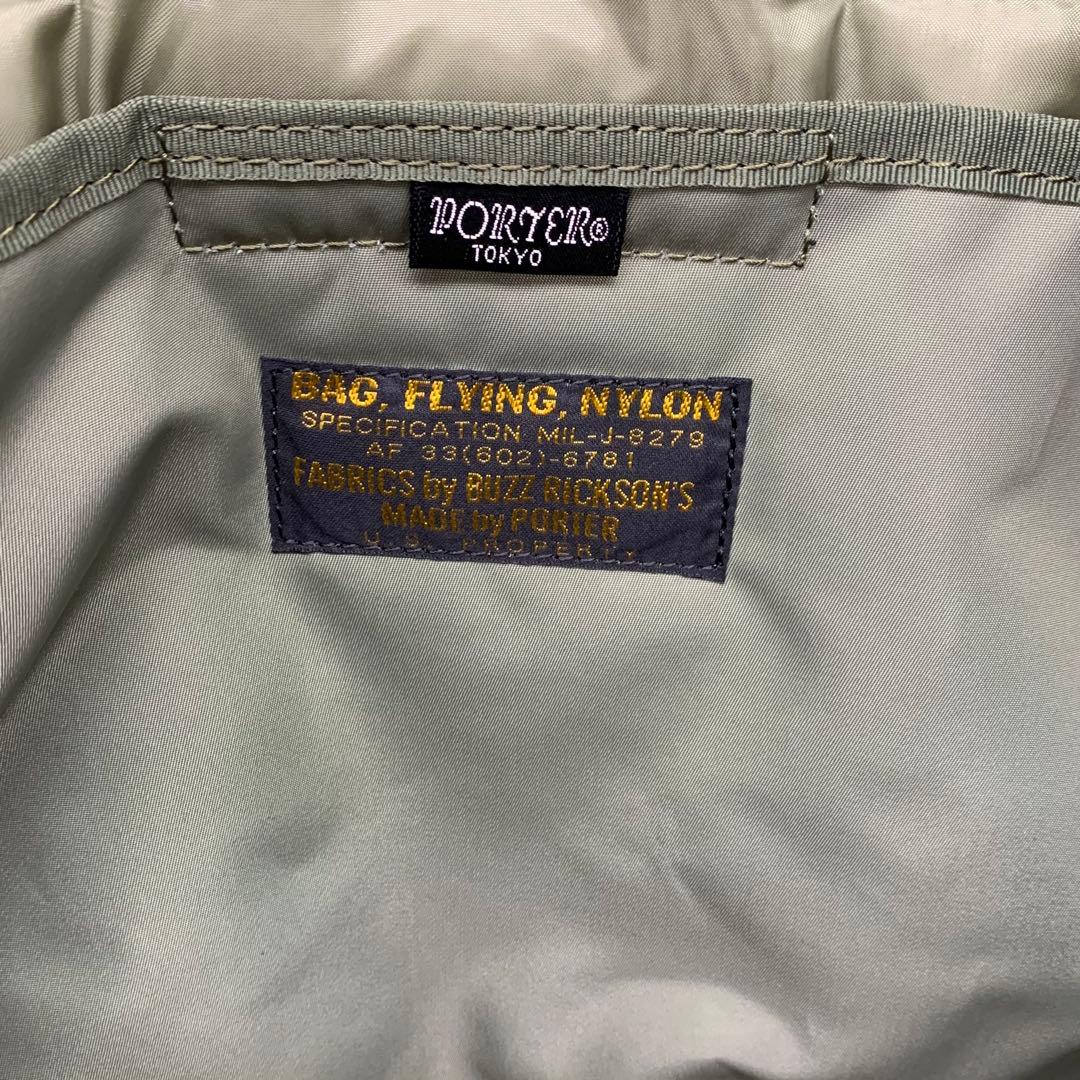 PORTER®
TOKYO
BAG, FLYING, NYLON
SPECIFICATION MIL-J-8279
AF 33(602)-6781
FABRICS by BUZZ RICKSON'S
MADE by PORTER
U. S. PROPERTY